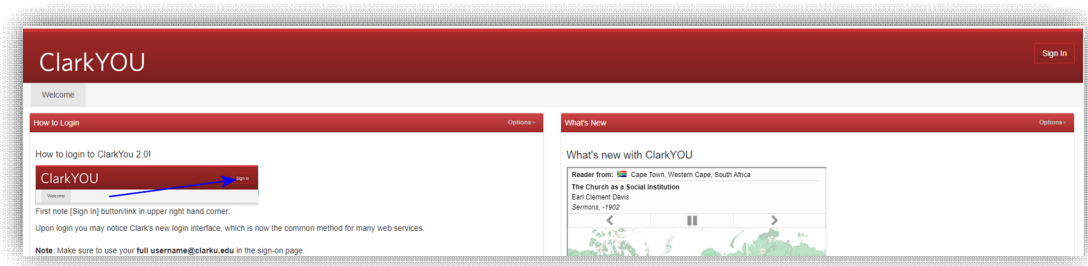 ClarkYOU
Sign In
Welcome
How to Login
Options
How to login to ClarkYou 2.0!
ClarkYOU
Sign In
Welcome
First note [Sign In] button/link in upper right hand corner:
Upon login you may notice Clark's new login interface, which is now the common method for many web services.
Note: Make sure to use your full username@clarku.edu in the sign-on page.
What's New
Options
What's new with ClarkYOU
Reader from: Cape Town, Western Cape, South Africa
The Church as a Social Institution
Earl Clement Davis
Sermons, -1902